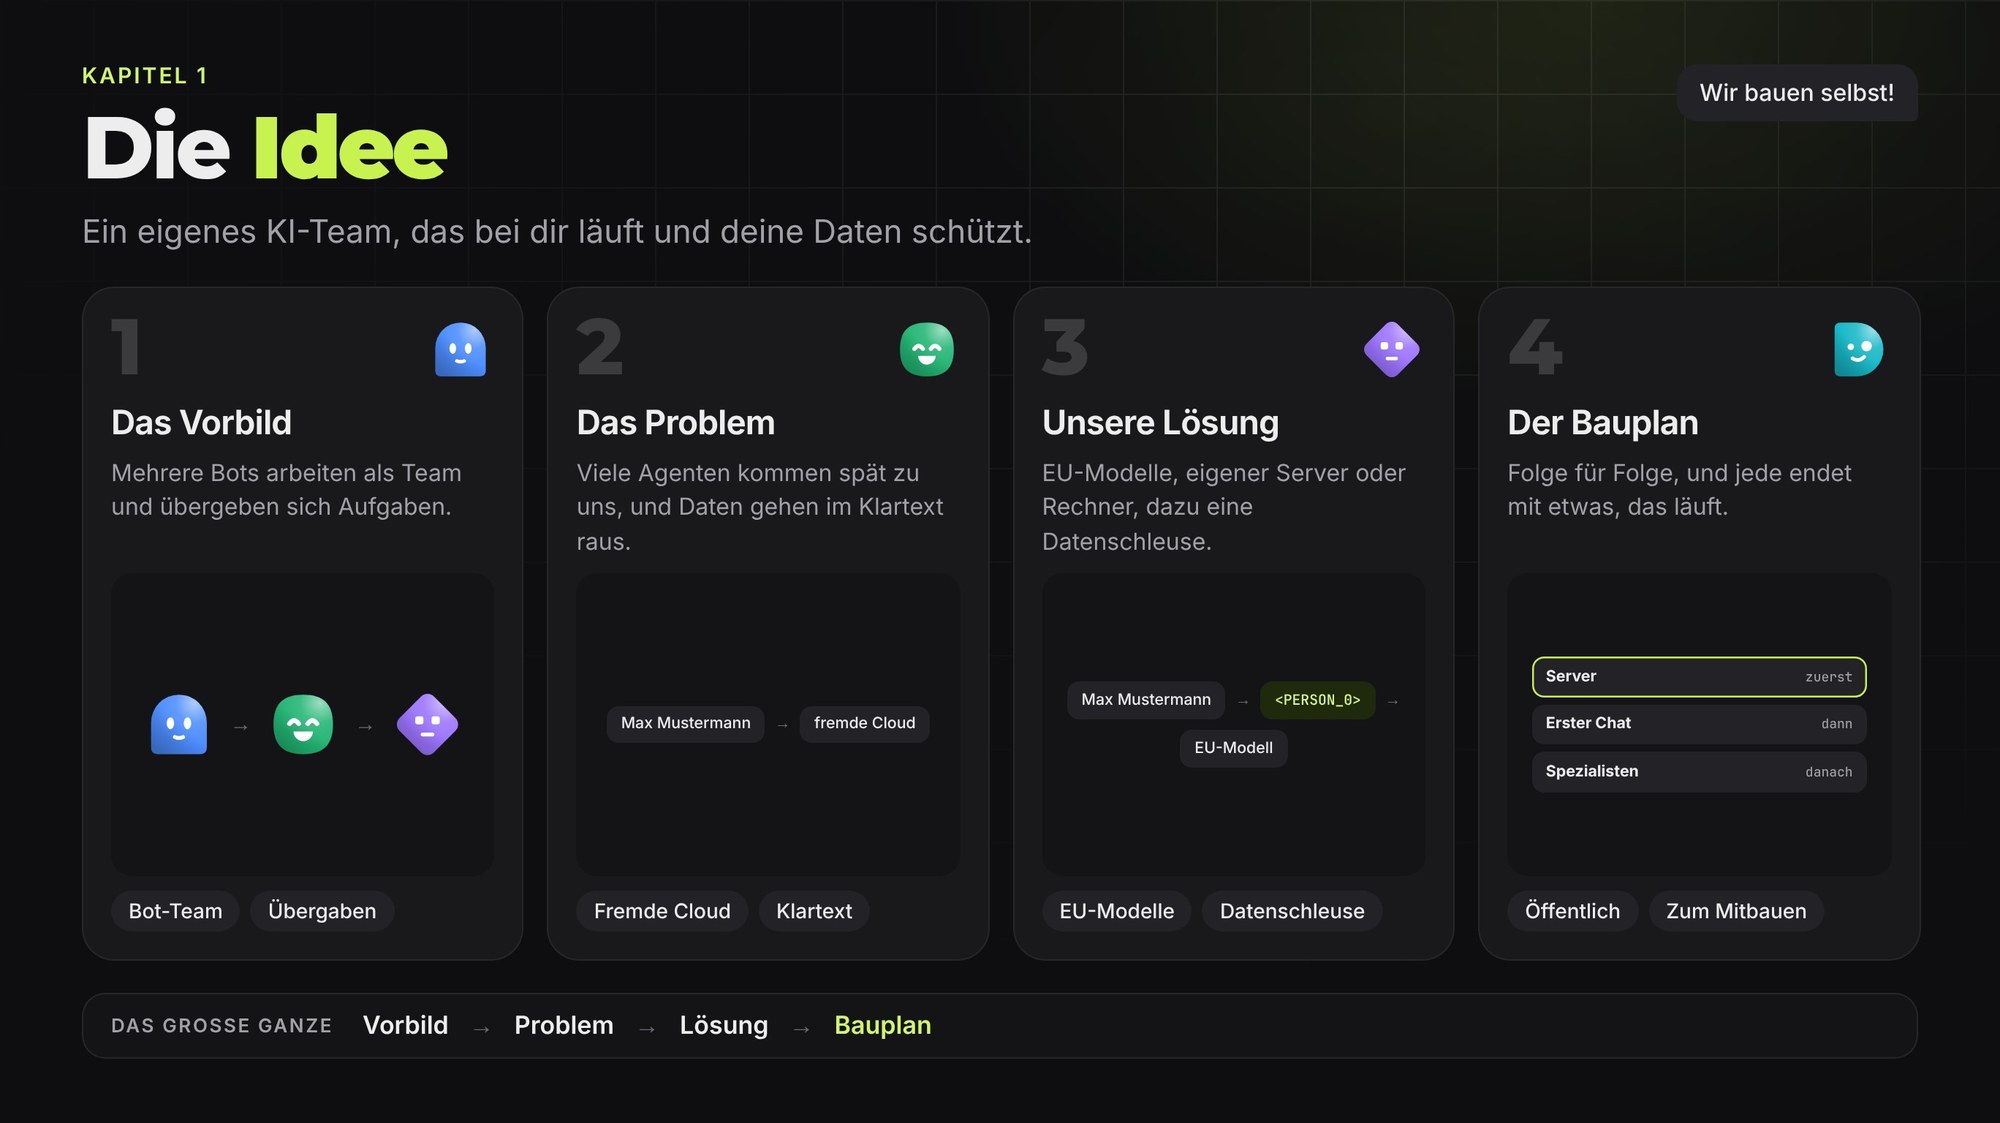 KAPITEL 1
Die Idee
Wir bauen selbst!
Ein eigenes KI-Team, das bei dir läuft und deine Daten schützt.
1
Das Vorbild
Mehrere Bots arbeiten als Team
und übergeben sich Aufgaben.
→ →
Bot-Team Übergaben
2
Das Problem
Viele Agenten kommen spät zu
uns, und Daten gehen im Klartext
raus.
Max Mustermann → fremde Cloud
Fremde Cloud Klartext
3
Unsere Lösung
EU-Modelle, eigener Server oder
Rechner, dazu eine
Datenschleuse.
Max Mustermann → <PERSON_0> →
EU-Modell
EU-Modelle Datenschleuse
4
Der Bauplan
Folge für Folge, und jede endet
mit etwas, das läuft.
Server zuerst
Erster Chat dann
Spezialisten danach
Öffentlich Zum Mitbauen
DAS GROSSE GANZE Vorbild → Problem → Lösung → Bauplan